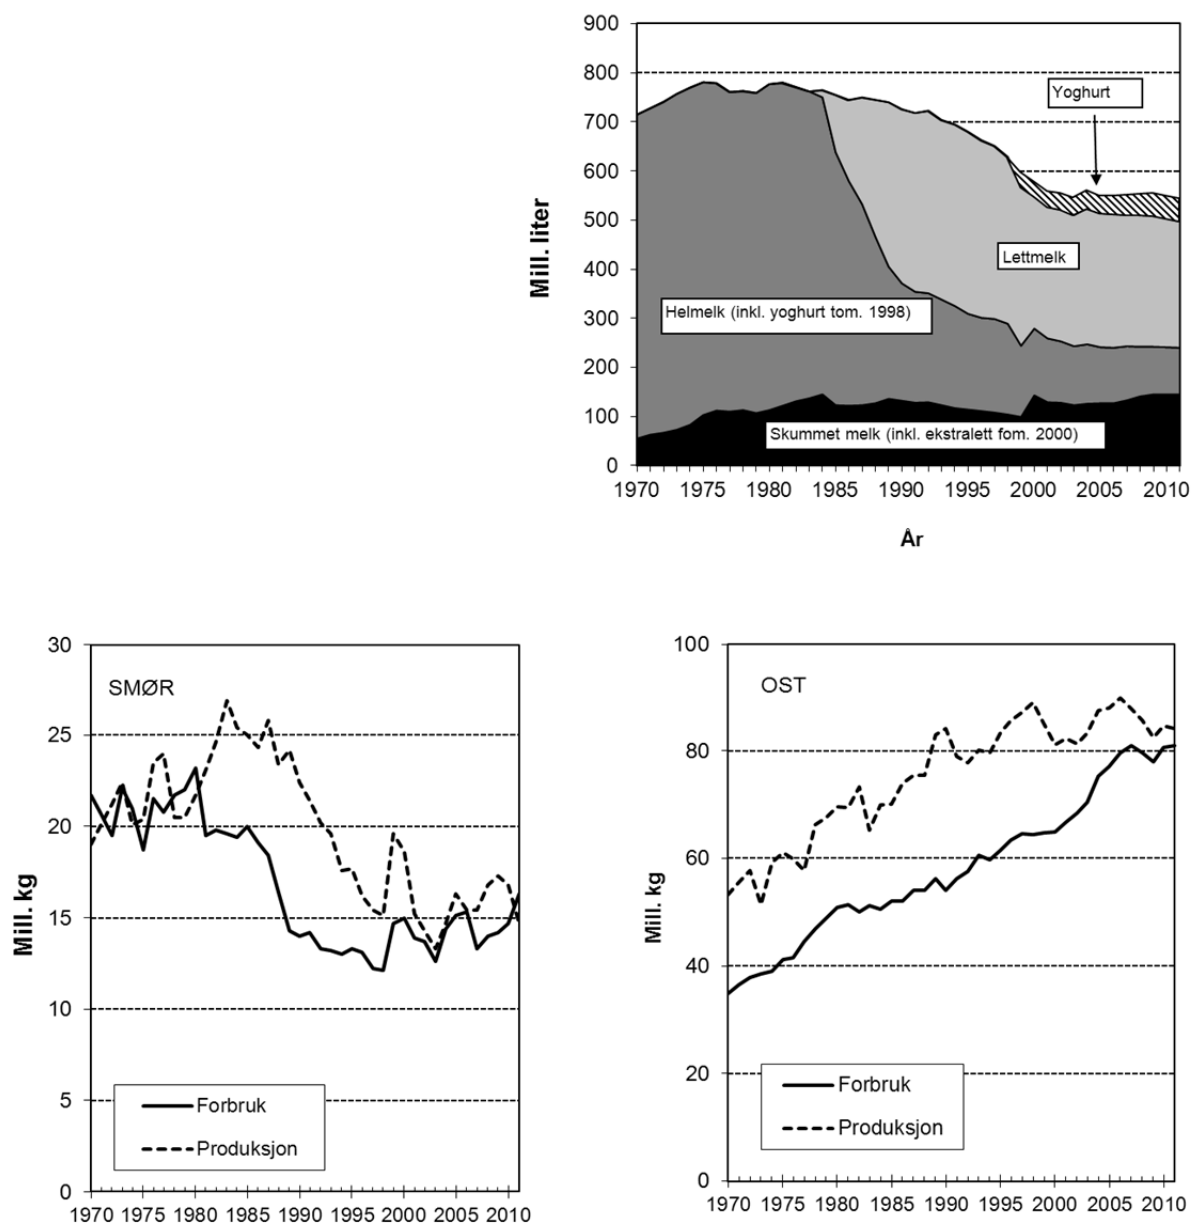 900
800
700
600
500
400
300
200
100
0
Mill. liter
Yoghurt
Lettmelk
Helmelk (inkl. yoghurt tom. 1998)
Skummet melk (inkl. ekstralett fom. 2000)
1970 1975 1980 1985 1990 1995 2000 2005 2010
År
30
25
20
15
10
5
0
Mill. kg
SMØR
Forbruk
Produksjon
1970 1975 1980 1985 1990 1995 2000 2005 2010
100
80
60
40
20
0
Mill. kg
OST
Forbruk
Produksjon
1970 1975 1980 1985 1990 1995 2000 2005 2010